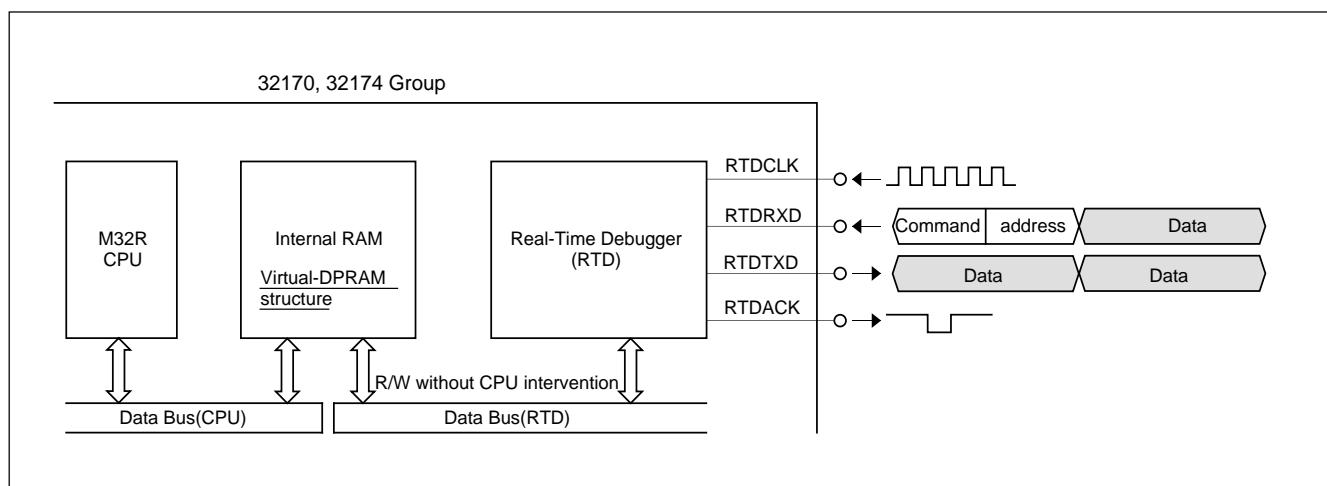 32170, 32174 Group
M32R
CPU
Internal RAM
Virtual-DPRAM
structure
Real-Time Debugger
(RTD)
RTDCLK
RTDRXD
RTDTXD
RTDACK
Command
address
Data
Data
Data
R/W without CPU intervention
Data Bus(CPU)
Data Bus(RTD)